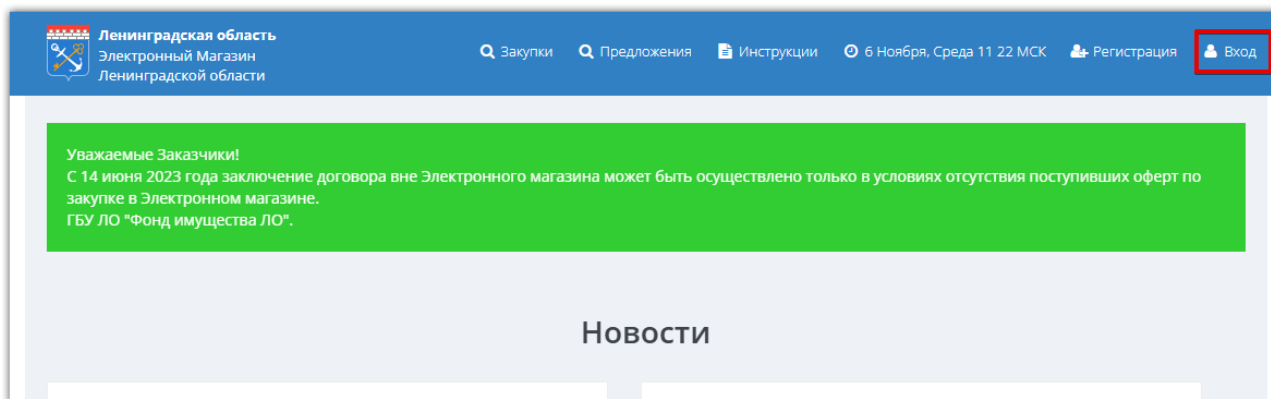 Ленинградская область
Электронный Магазин
Ленинградской области
Закупки
Предложения
Инструкции
6 Ноября, Среда 11 22 МСК
Регистрация
Вход
Уважаемые Заказчики!
С 14 июня 2023 года заключение договора вне Электронного магазина может быть осуществлено только в условиях отсутствия поступивших оферт по
закупке в Электронном магазине.
ГБУ ЛО "Фонд имущества ЛО".
Новости